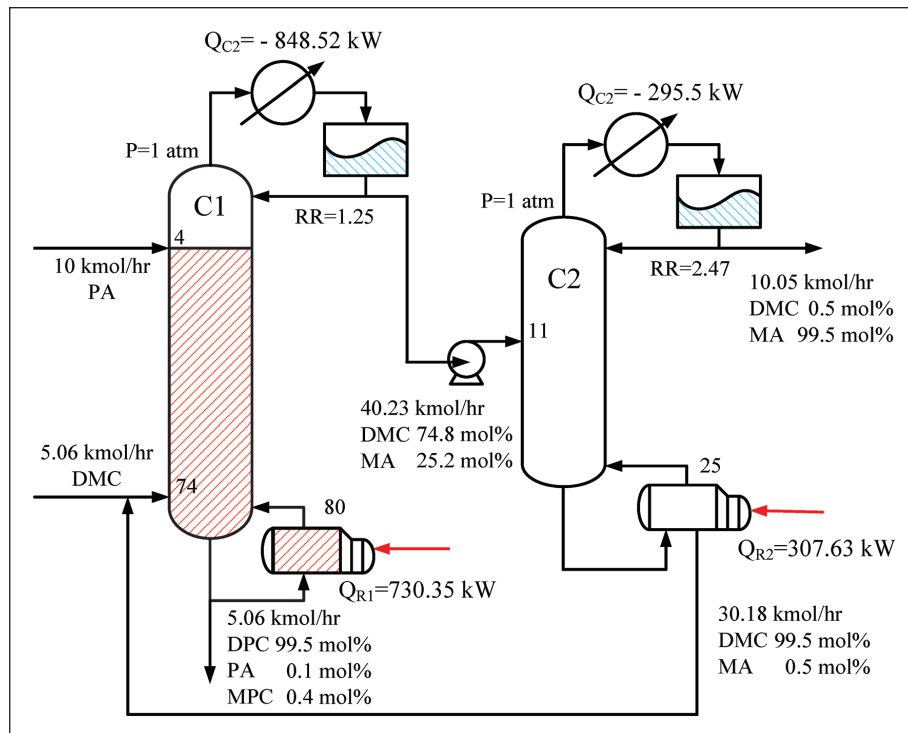 Q_C2= - 848.52 kW
P=1 atm
C1
4
10 kmol/hr
PA
RR=1.25
5.06 kmol/hr
DMC
74
80
Q_R1=730.35 kW
5.06 kmol/hr
DPC 99.5 mol%
PA 0.1 mol%
MPC 0.4 mol%
40.23 kmol/hr
DMC 74.8 mol%
MA 25.2 mol%
Q_C2= - 295.5 kW
P=1 atm
C2
11
RR=2.47
10.05 kmol/hr
DMC 0.5 mol%
MA 99.5 mol%
25
Q_R2=307.63 kW
30.18 kmol/hr
DMC 99.5 mol%
MA 0.5 mol%